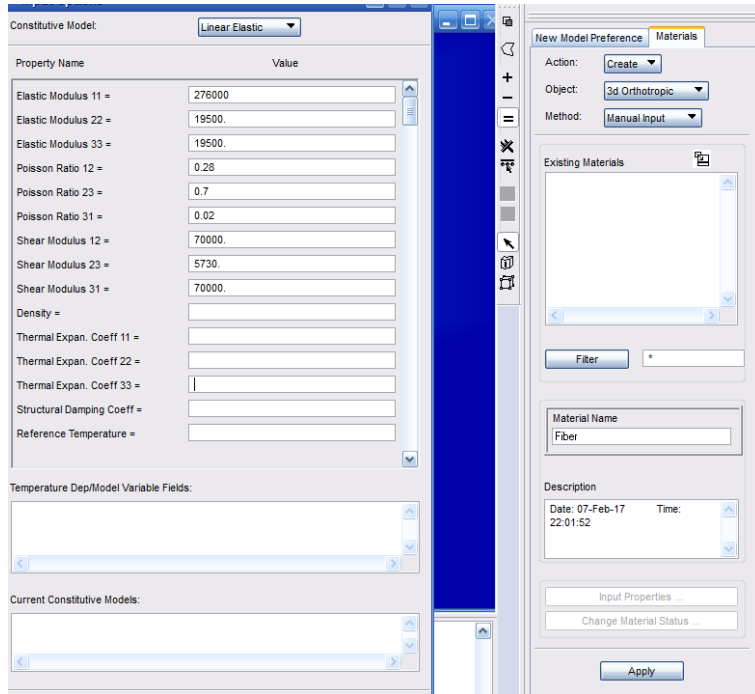 Constitutive Model: Linear Elastic
Property Name Value
Elastic Modulus 11 = 276000
Elastic Modulus 22 = 19500.
Elastic Modulus 33 = 19500.
Poisson Ratio 12 = 0.28
Poisson Ratio 23 = 0.7
Poisson Ratio 31 = 0.02
Shear Modulus 12 = 70000.
Shear Modulus 23 = 5730.
Shear Modulus 31 = 70000.
Density =
Thermal Expan. Coeff 11 =
Thermal Expan. Coeff 22 =
Thermal Expan. Coeff 33 =
Structural Damping Coeff =
Reference Temperature =
Temperature Dep/Model Variable Fields:
Current Constitutive Models:
New Model Preference Materials
Action: Create
Object: 3d Orthotropic
Method: Manual Input
Existing Materials
Filter *
Material Name
Fiber
Description
Date: 07-Feb-17 Time:
22:01:52
Input Properties ...
Change Material Status ...
Apply